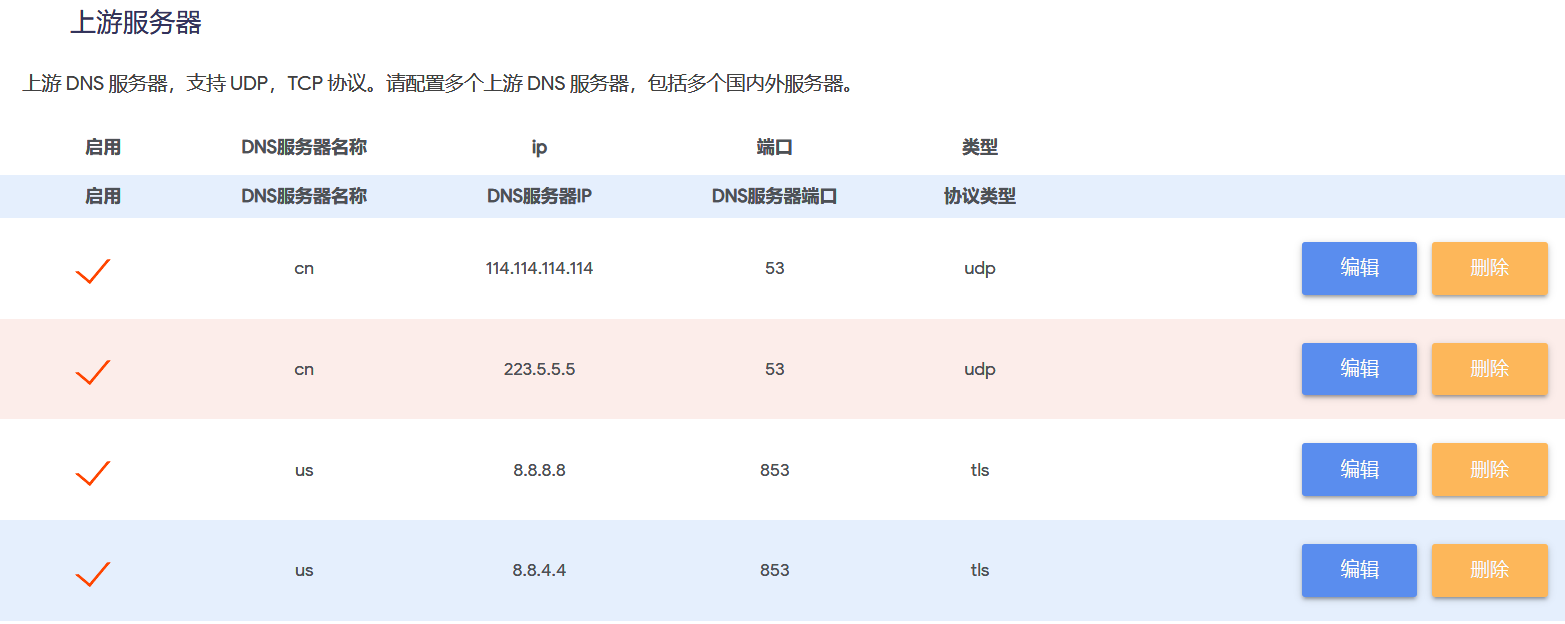 上游服务器
上游 DNS 服务器，支持 UDP，TCP 协议。请配置多个上游 DNS 服务器，包括多个国内外服务器。
启用 DNS服务器名称 ip 端口 类型
启用 DNS服务器名称 DNS服务器IP DNS服务器端口 协议类型
cn 114.114.114.114 53 udp 编辑 删除
cn 223.5.5.5 53 udp 编辑 删除
us 8.8.8.8 853 tls 编辑 删除
us 8.8.4.4 853 tls 编辑 删除